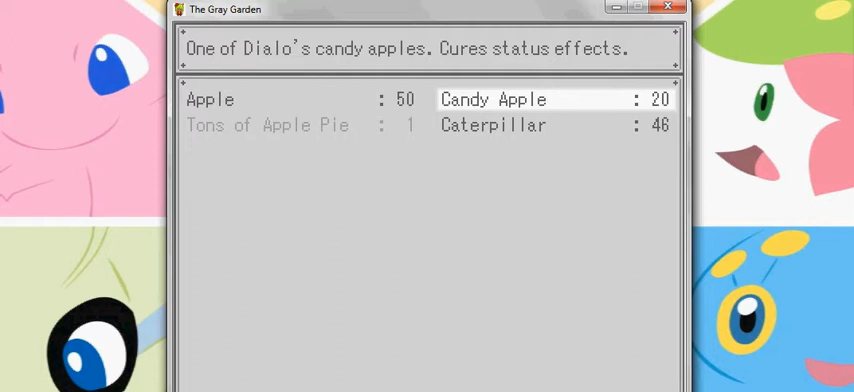 The Gray Garden
One of Dialo's candy apples. Cures status effects.
Apple : 50 Candy Apple : 20
Tons of Apple Pie : 1 Caterpillar : 46